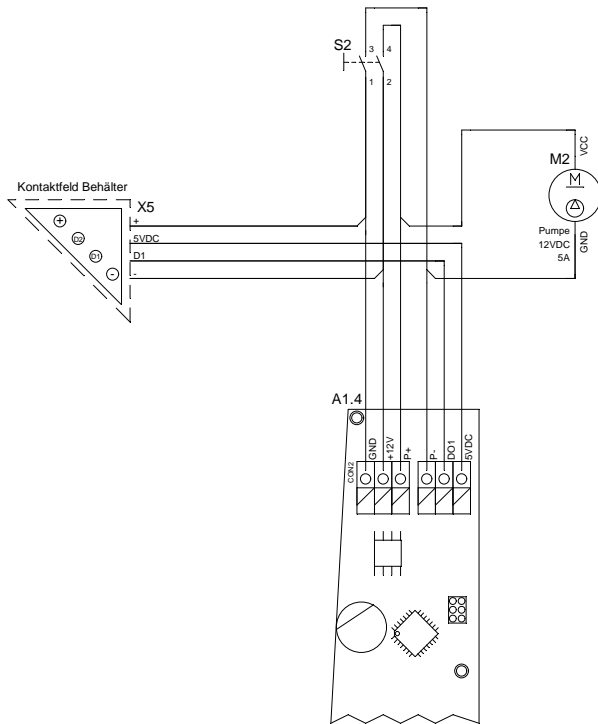 S2
3 4
1 2
M2
VCC
M
Pumpe
12VDC
5A
GND
Kontaktfeld Behälter
X5
+
D2
D1
-
+
5VDC
D1
-
A1.4
CON2
GND
+12V
P+
P-
DO1
5VDC